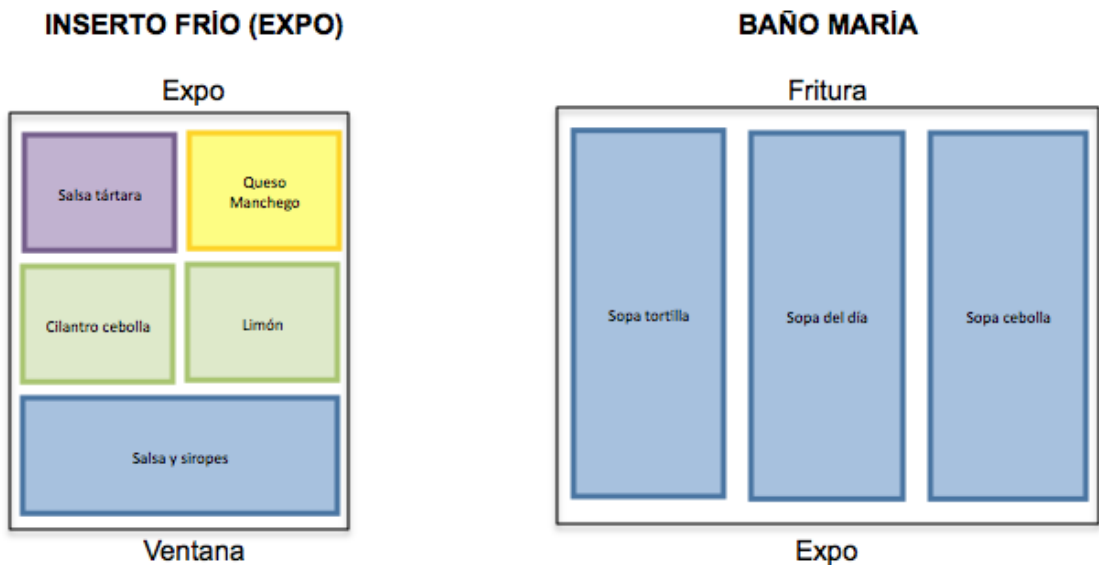 INSERTO FRÍO (EXPO)
Expo
Salsa tártara
Queso
Manchego
Cilantro cebolla
Limón
Salsa y siropes
Ventana
BAÑO MARÍA
Fritura
Sopa tortilla
Sopa del día
Sopa cebolla
Expo